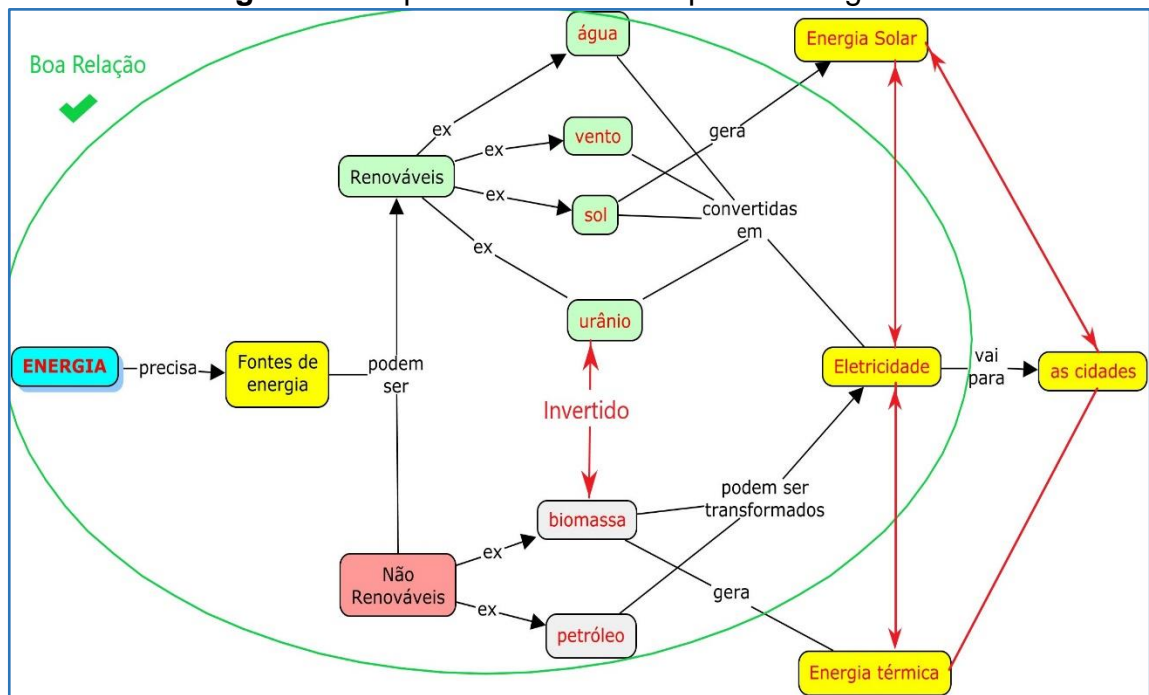 água
Energia Solar
Boa Relação
ex
gera
vento
ex
Renováveis
ex
sol
convertidas
em
ex
urânio
ENERGIA
precisa
Fontes de
energia
podem
ser
Eletricidade
vai
para
as cidades
Invertido
podem ser
transformados
biomassa
ex
Não
Renováveis
gera
ex
petróleo
Energia térmica